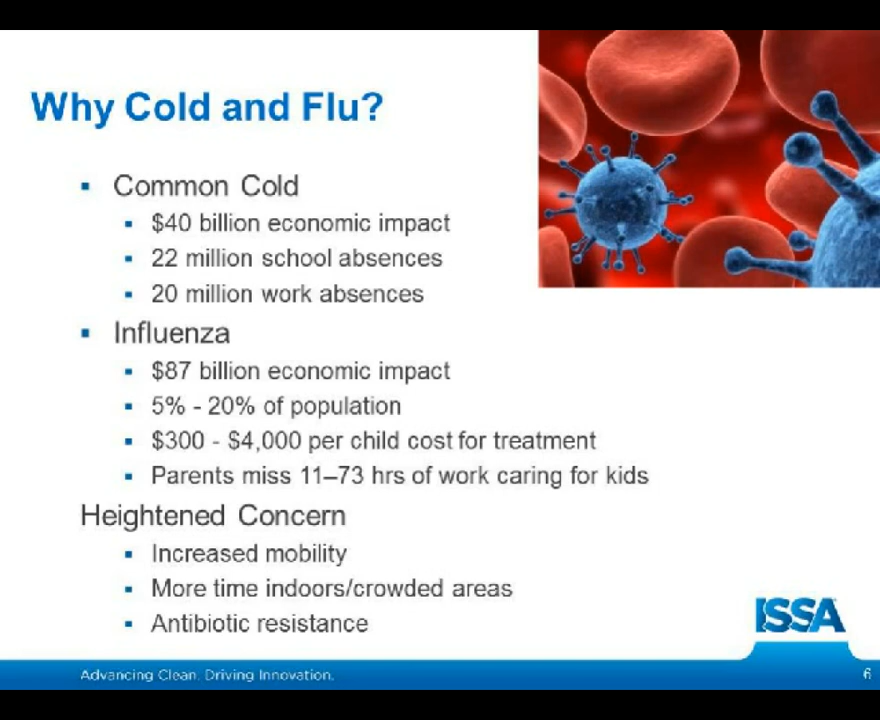 Why Cold and Flu?
▪ Common Cold
▪ $40 billion economic impact
▪ 22 million school absences
▪ 20 million work absences
▪ Influenza
▪ $87 billion economic impact
▪ 5% - 20% of population
▪ $300 - $4,000 per child cost for treatment
▪ Parents miss 11–73 hrs of work caring for kids
Heightened Concern
▪ Increased mobility
▪ More time indoors/crowded areas
▪ Antibiotic resistance
ISSA
Advancing Clean. Driving Innovation.
6